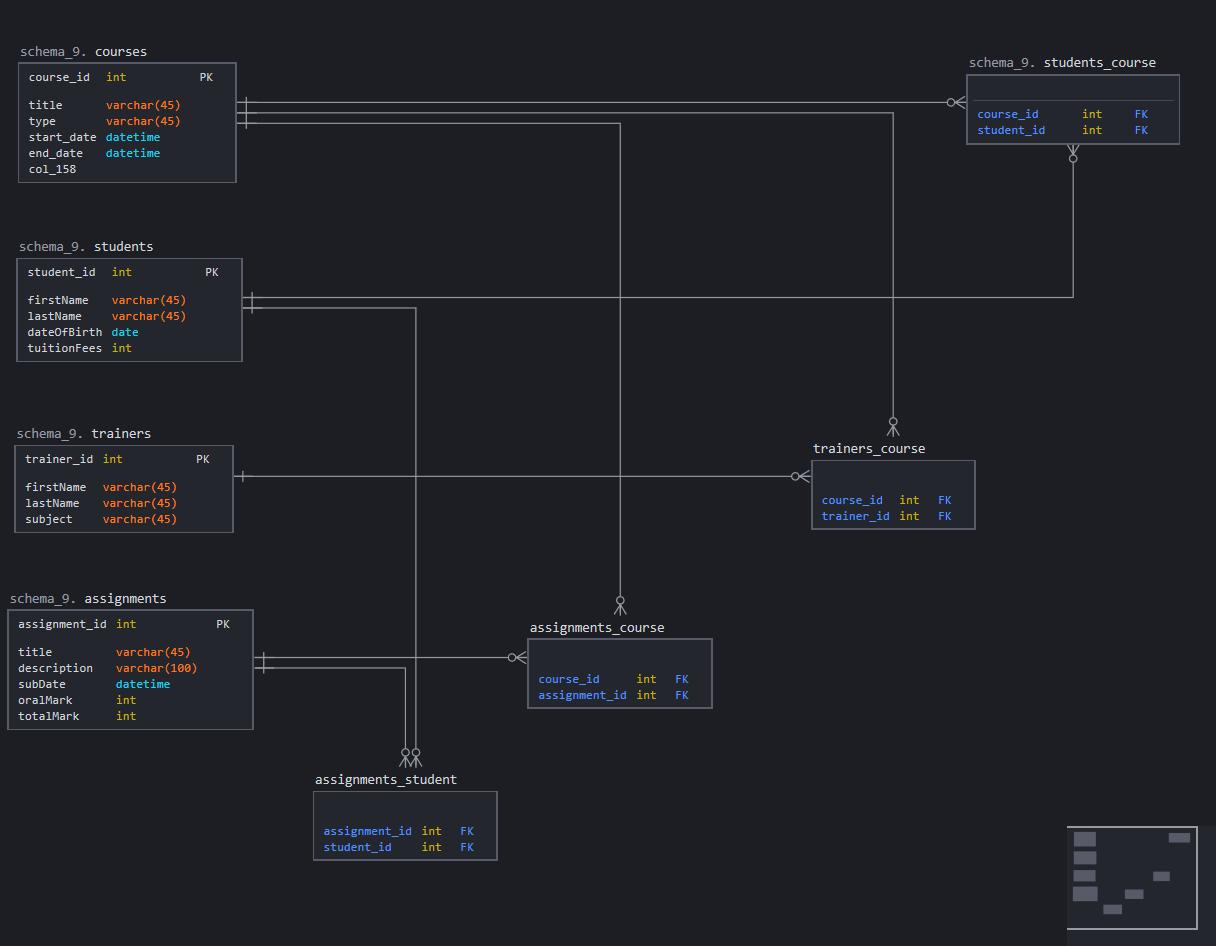 schema_9. courses
course_id int PK
title varchar(45)
type varchar(45)
start_date datetime
end_date datetime
col_158
schema_9. students_course
course_id int FK
student_id int FK
schema_9. students
student_id int PK
firstName varchar(45)
lastName varchar(45)
dateOfBirth date
tuitionFees int
schema_9. trainers
trainer_id int PK
firstName varchar(45)
lastName varchar(45)
subject varchar(45)
trainers_course
course_id int FK
trainer_id int FK
schema_9. assignments
assignment_id int PK
title varchar(45)
description varchar(100)
subDate datetime
oralMark int
totalMark int
assignments_course
course_id int FK
assignment_id int FK
assignments_student
assignment_id int FK
student_id int FK